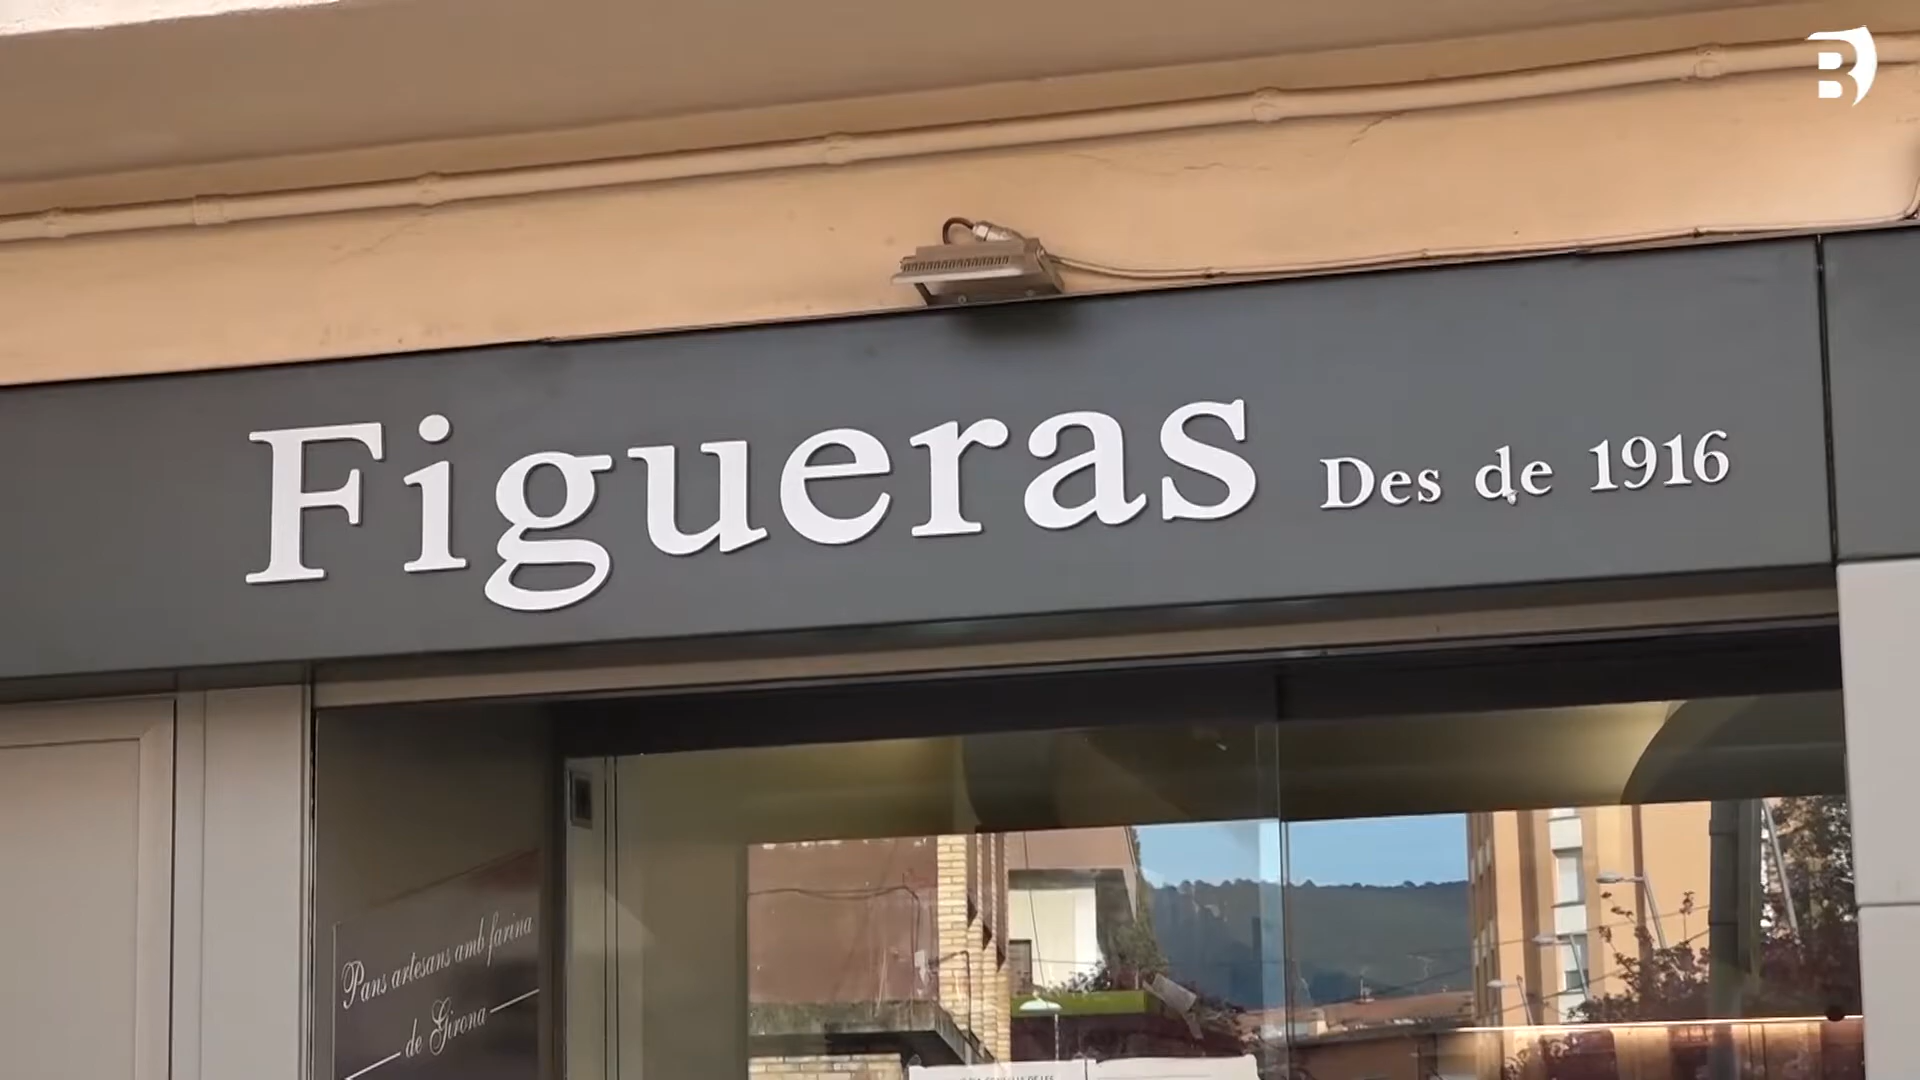 Figueras Des de 1916
Pans artesans amb farina
de Girona